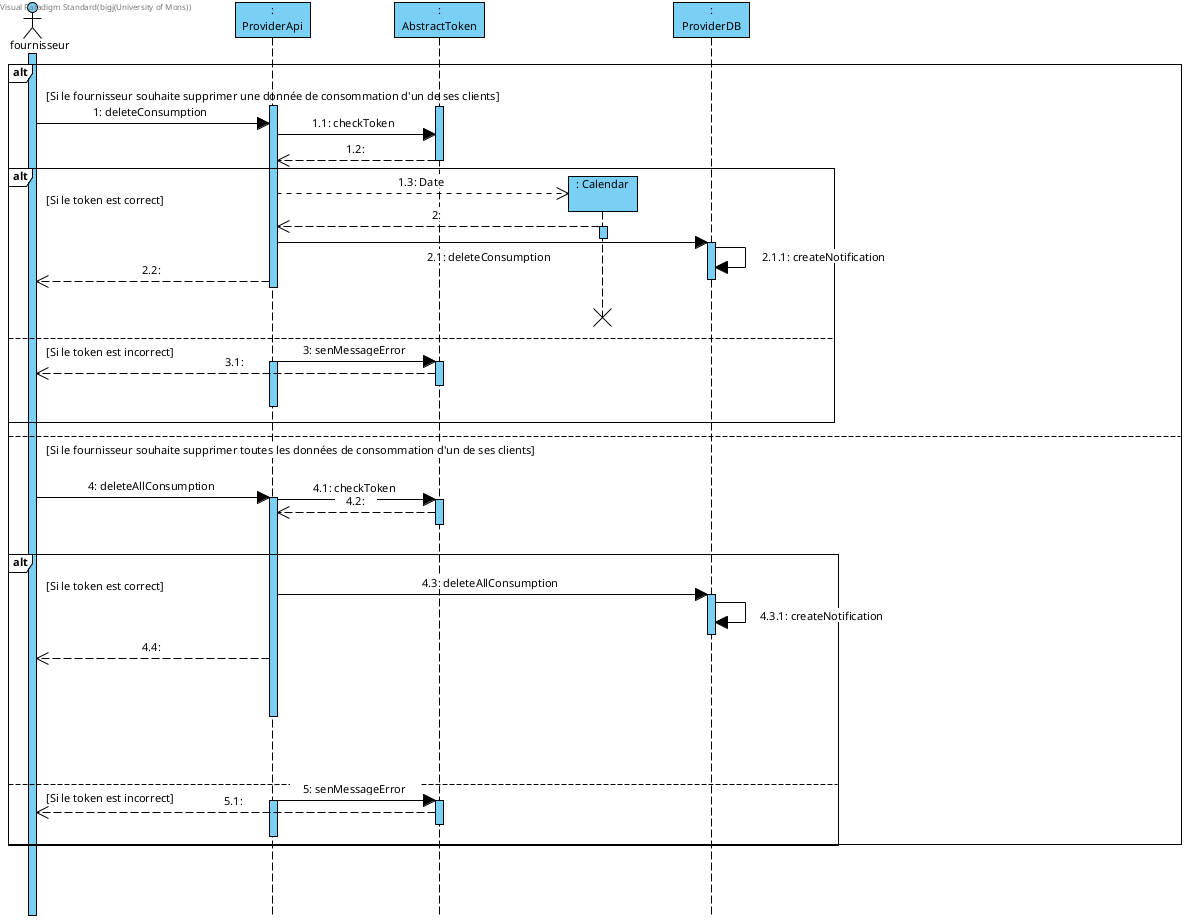 Visual Paradigm Standard(bigj(University of Mons))
fournisseur
:
ProviderApi
:
AbstractToken
:
ProviderDB
alt
[Si le fournisseur souhaite supprimer une donnée de consommation d'un de ses clients]
1: deleteConsumption
1.1: checkToken
1.2:
alt
[Si le token est correct]
1.3: Date
: Calendar
2:
2.1: deleteConsumption
2.1.1: createNotification
2.2:
[Si le token est incorrect]
3: senMessageError
3.1:
[Si le fournisseur souhaite supprimer toutes les données de consommation d'un de ses clients]
4: deleteAllConsumption
4.1: checkToken
4.2:
alt
[Si le token est correct]
4.3: deleteAllConsumption
4.3.1: createNotification
4.4:
[Si le token est incorrect]
5: senMessageError
5.1: